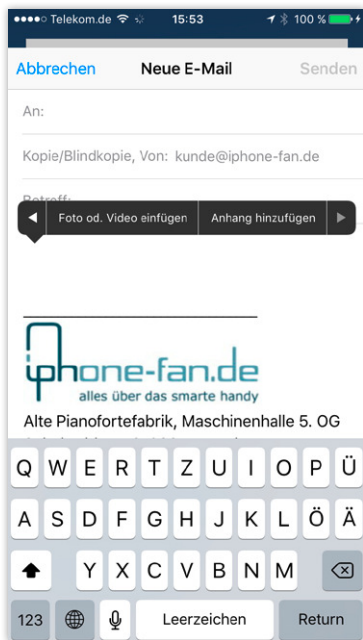 Telekom.de 15:53 100 %
Abbrechen Neue E-Mail Senden
An:
Kopie/Blindkopie, Von: kunde@iphone-fan.de
Betreff:
Foto od. Video einfügen Anhang hinzufügen
iphone-fan.de
alles über das smarte handy
Alte Pianofortefabrik, Maschinenhalle 5. OG
Q W E R T Z U I O P Ü
A S D F G H J K L Ö Ä
Y X C V B N M
123 Leerzeichen Return